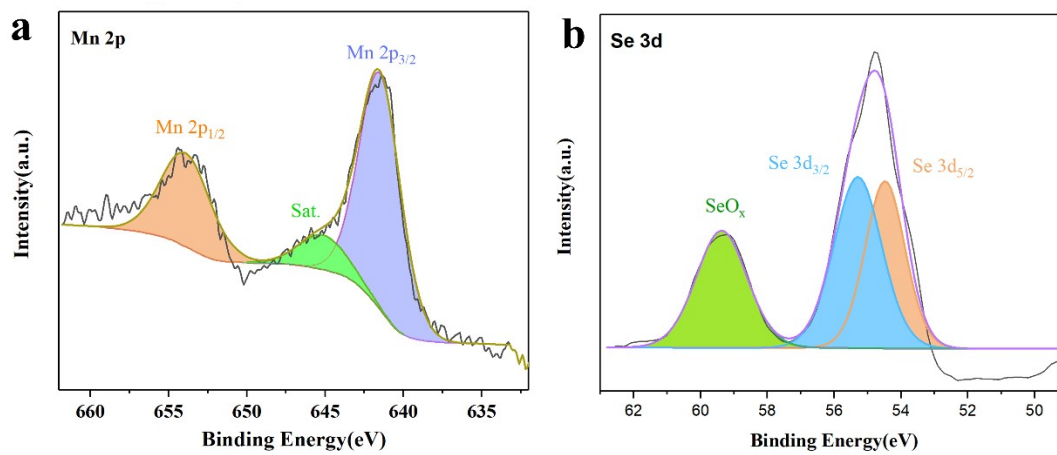 a
Mn 2p
Mn 2p1/2
Sat.
Mn 2p3/2
Intensity(a.u.)
660 655 650 645 640 635
Binding Energy(eV)
b
Se 3d
SeOx
Se 3d3/2
Se 3d5/2
Intensity(a.u.)
62 60 58 56 54 52 50
Binding Energy(eV)